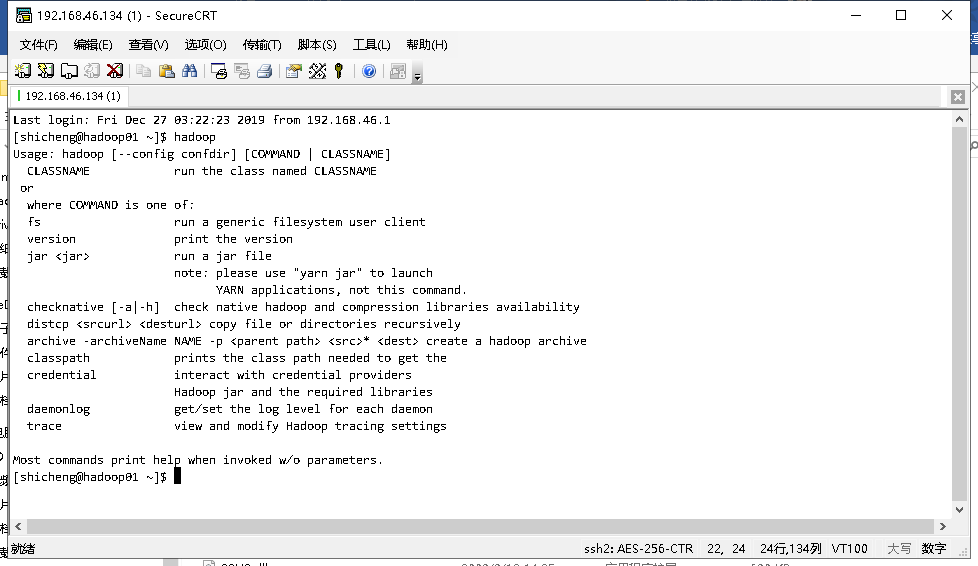 192.168.46.134 (1) - SecureCRT
文件(F) 编辑(E) 查看(V) 选项(O) 传输(T) 脚本(S) 工具(L) 帮助(H)
192.168.46.134 (1)
Last login: Fri Dec 27 03:22:23 2019 from 192.168.46.1
[shicheng@hadoop01 ~]$ hadoop
Usage: hadoop [--config confdir] [COMMAND | CLASSNAME]
CLASSNAME run the class named CLASSNAME
or
where COMMAND is one of:
fs run a generic filesystem user client
version print the version
jar <jar> run a jar file
note: please use "yarn jar" to launch
YARN applications, not this command.
checknative [-a|-h] check native hadoop and compression libraries availability
distcp <srcurl> <desturl> copy file or directories recursively
archive -archiveName NAME -p <parent path> <src>* <dest> create a hadoop archive
classpath prints the class path needed to get the
credential interact with credential providers
Hadoop jar and the required libraries
daemonlog get/set the log level for each daemon
trace view and modify Hadoop tracing settings
Most commands print help when invoked w/o parameters.
[shicheng@hadoop01 ~]$
就绪 ssh2: AES-256-CTR 22, 24 24行,134列 VT100 大写 数字